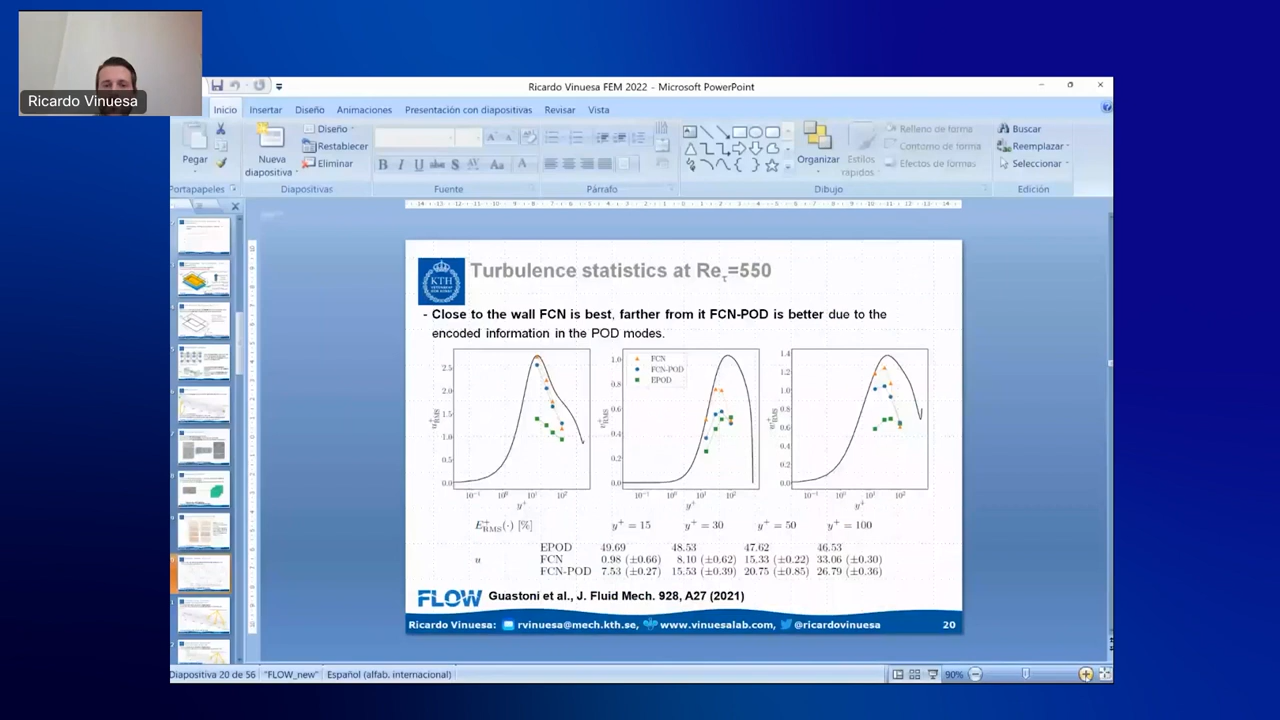 Ricardo Vinuesa
Ricardo Vinuesa FEM 2022 - Microsoft PowerPoint
Inicio Insertar Diseño Animaciones Presentación con diapositivas Revisar Vista
Pegar
Nueva diapositiva
Diseño
Restablecer
Eliminar
Organizar
Estilos rápidos
Relleno de forma
Contorno de forma
Efectos de formas
Buscar
Reemplazar
Seleccionar
Portapapeles Diapositivas Fuente Párrafo Dibujo Edición
KTH
Turbulence statistics at Reτ=550
- Close to the wall FCN is best, farther from it FCN-POD is better due to the
encoded information in the POD modes.
FCN
FCN-POD
EPOD
E⁺RMS(·) [%] y⁺ = 15 y⁺ = 30 y⁺ = 50 y⁺ = 100
EPOD 49.69 48.53 47.62 46.53
u FCN 0.98 (±0.66) 8.10 (±0.62) 15.33 (±0.22) 33.06 (±0.30)
FCN-POD 7.53 (±0.27) 15.53 (±0.39) 20.75 (±0.85) 26.79 (±0.36)
FLOW Guastoni et al., J. Fluid Mech. 928, A27 (2021)
Ricardo Vinuesa: rvinuesa@mech.kth.se, www.vinuesalab.com, @ricardovinuesa 20
Diapositiva 20 de 56 "FLOW_new" Español (alfab. internacional) 90%